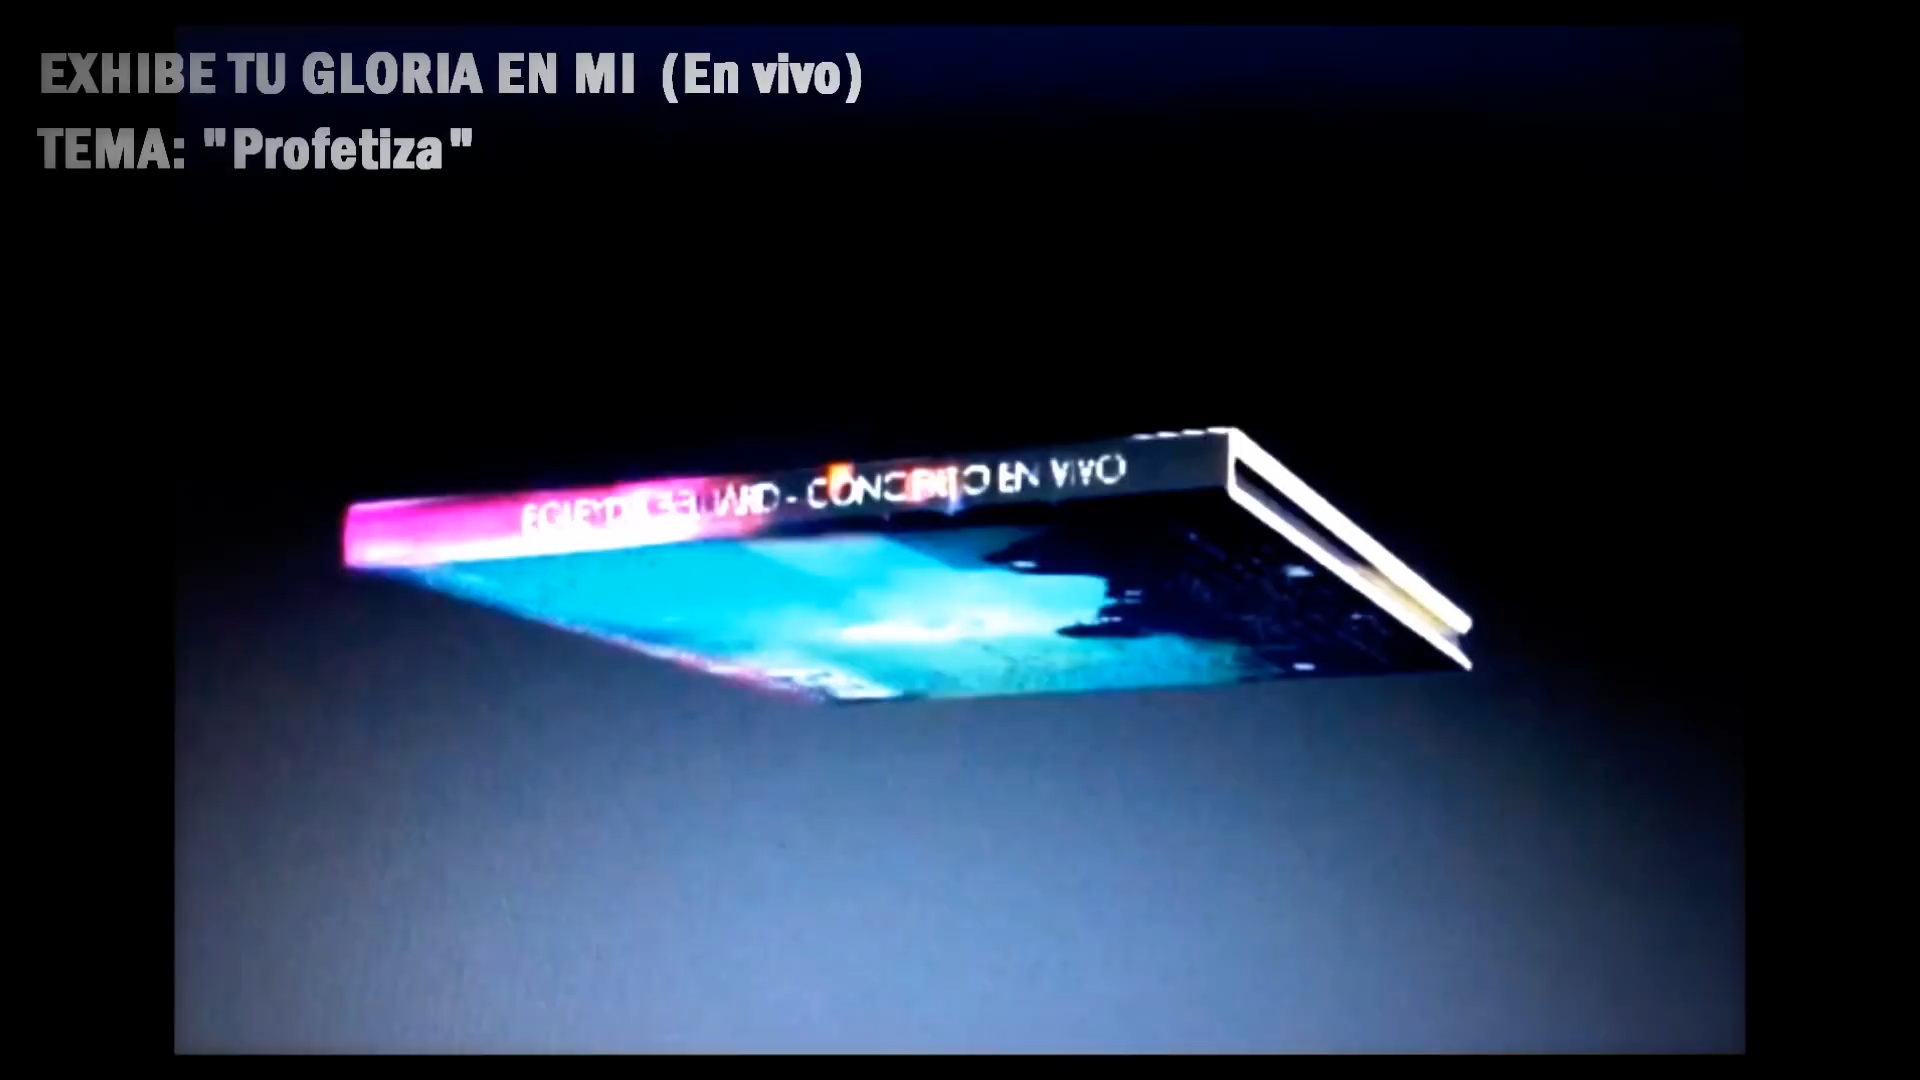 EXHIBE TU GLORIA EN MI (En vivo)
TEMA: "Profetiza"
- CONCIERTO EN VIVO